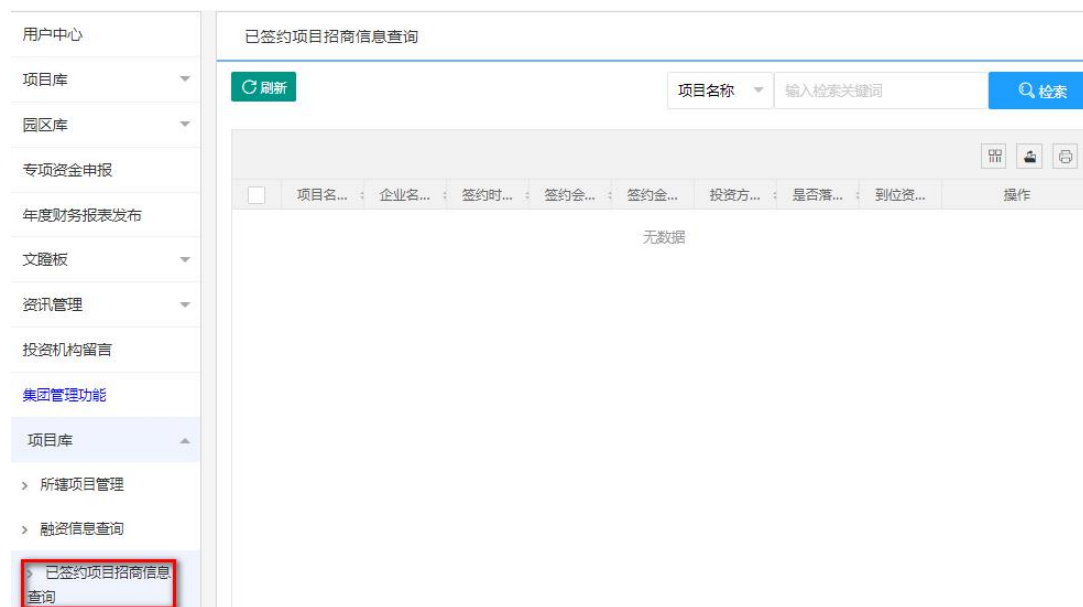 用户中心
已签约项目招商信息查询
项目库
刷新
项目名称
输入检索关键词
检索
园区库
专项资金申报
项目名...
企业名...
签约时...
签约会...
签约金...
投资方...
是否落...
到位资...
操作
年度财务报表发布
无数据
文瞪板
资讯管理
投资机构留言
集团管理功能
项目库
所辖项目管理
融资信息查询
已签约项目招商信息
查询